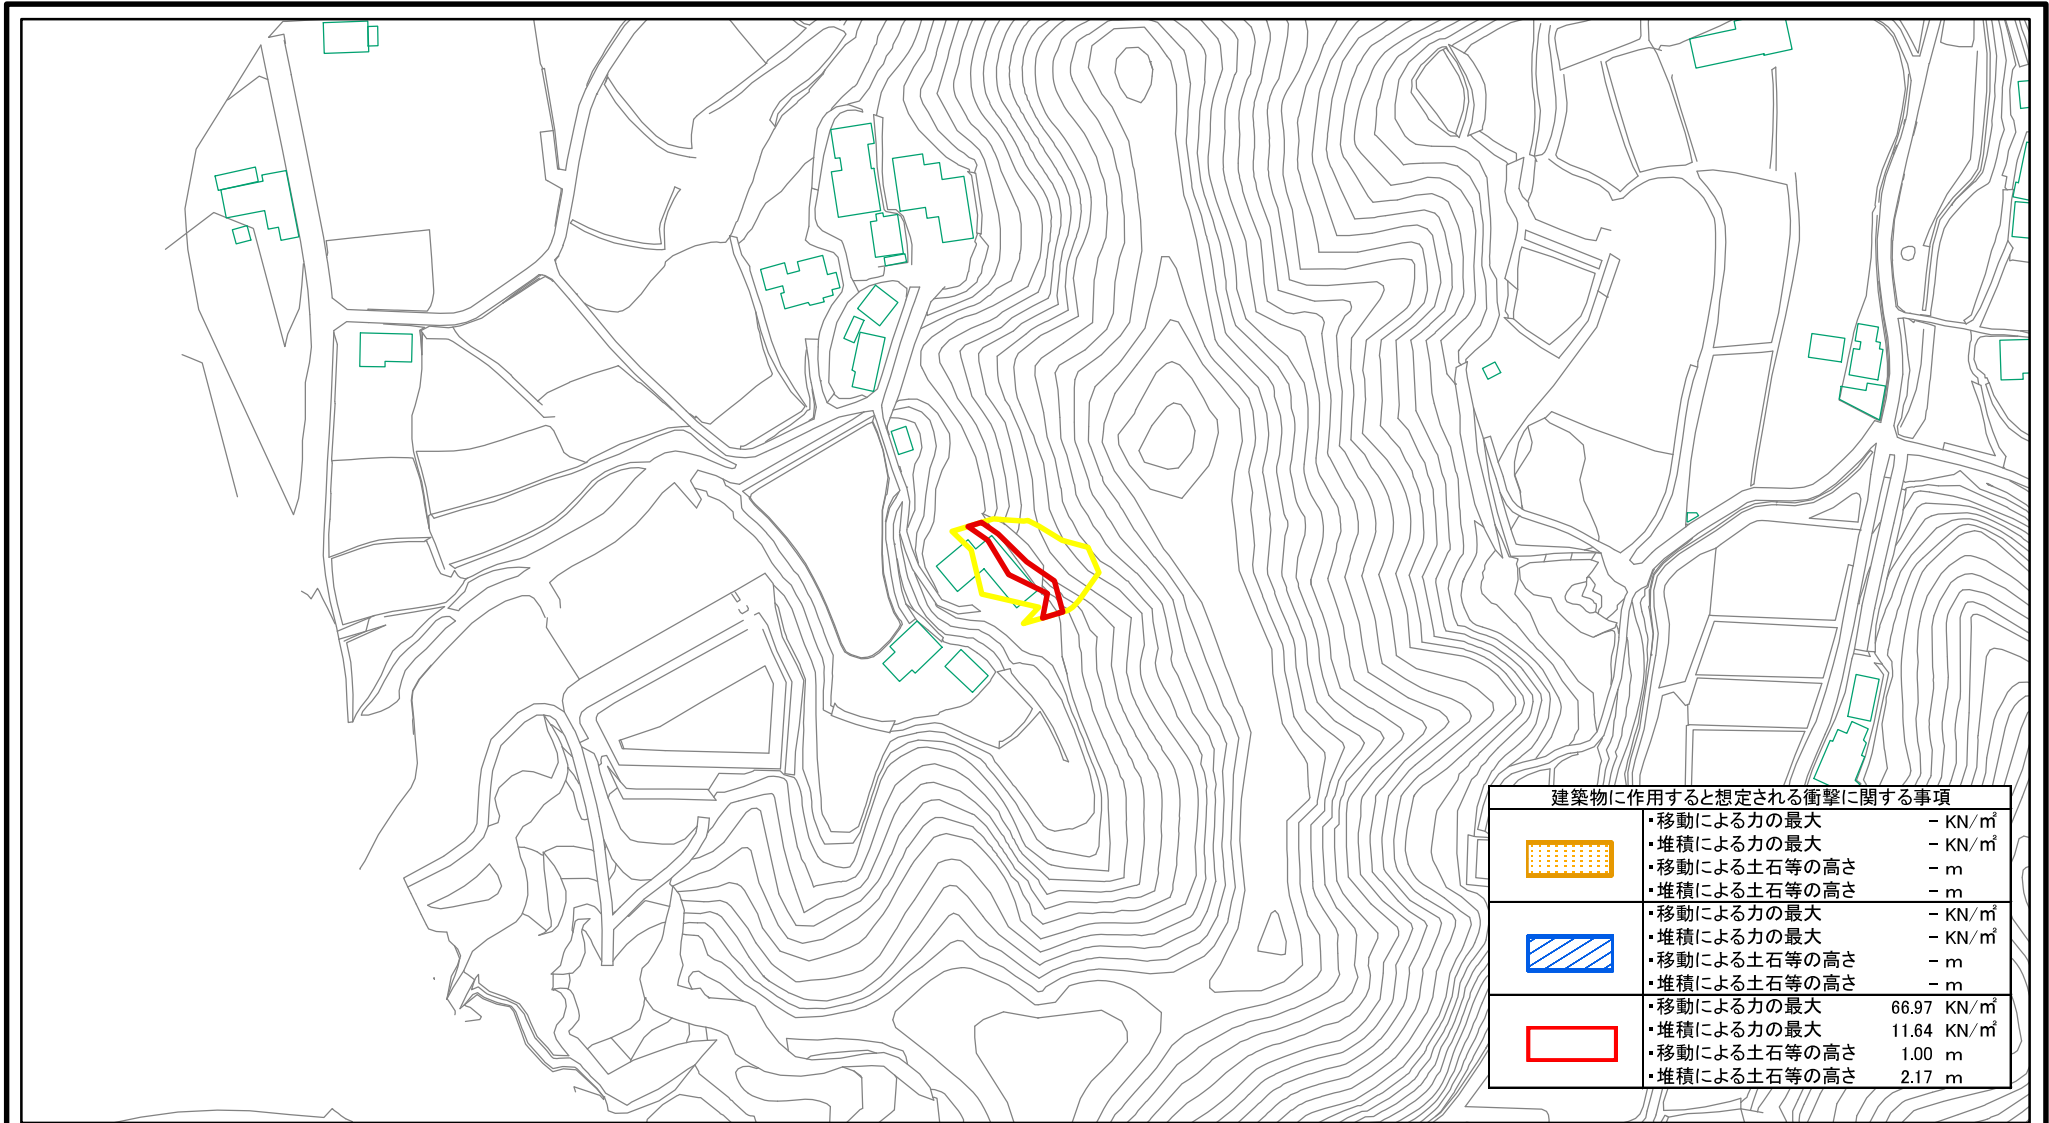 建築物に作用すると想定される衝撃に関する事項
・移動による力の最大 - KN/㎡
・堆積による力の最大 - KN/㎡
・移動による土石等の高さ - m
・堆積による土石等の高さ - m
・移動による力の最大 - KN/㎡
・堆積による力の最大 - KN/㎡
・移動による土石等の高さ - m
・堆積による土石等の高さ - m
・移動による力の最大 66.97 KN/㎡
・堆積による力の最大 11.64 KN/㎡
・移動による土石等の高さ 1.00 m
・堆積による土石等の高さ 2.17 m